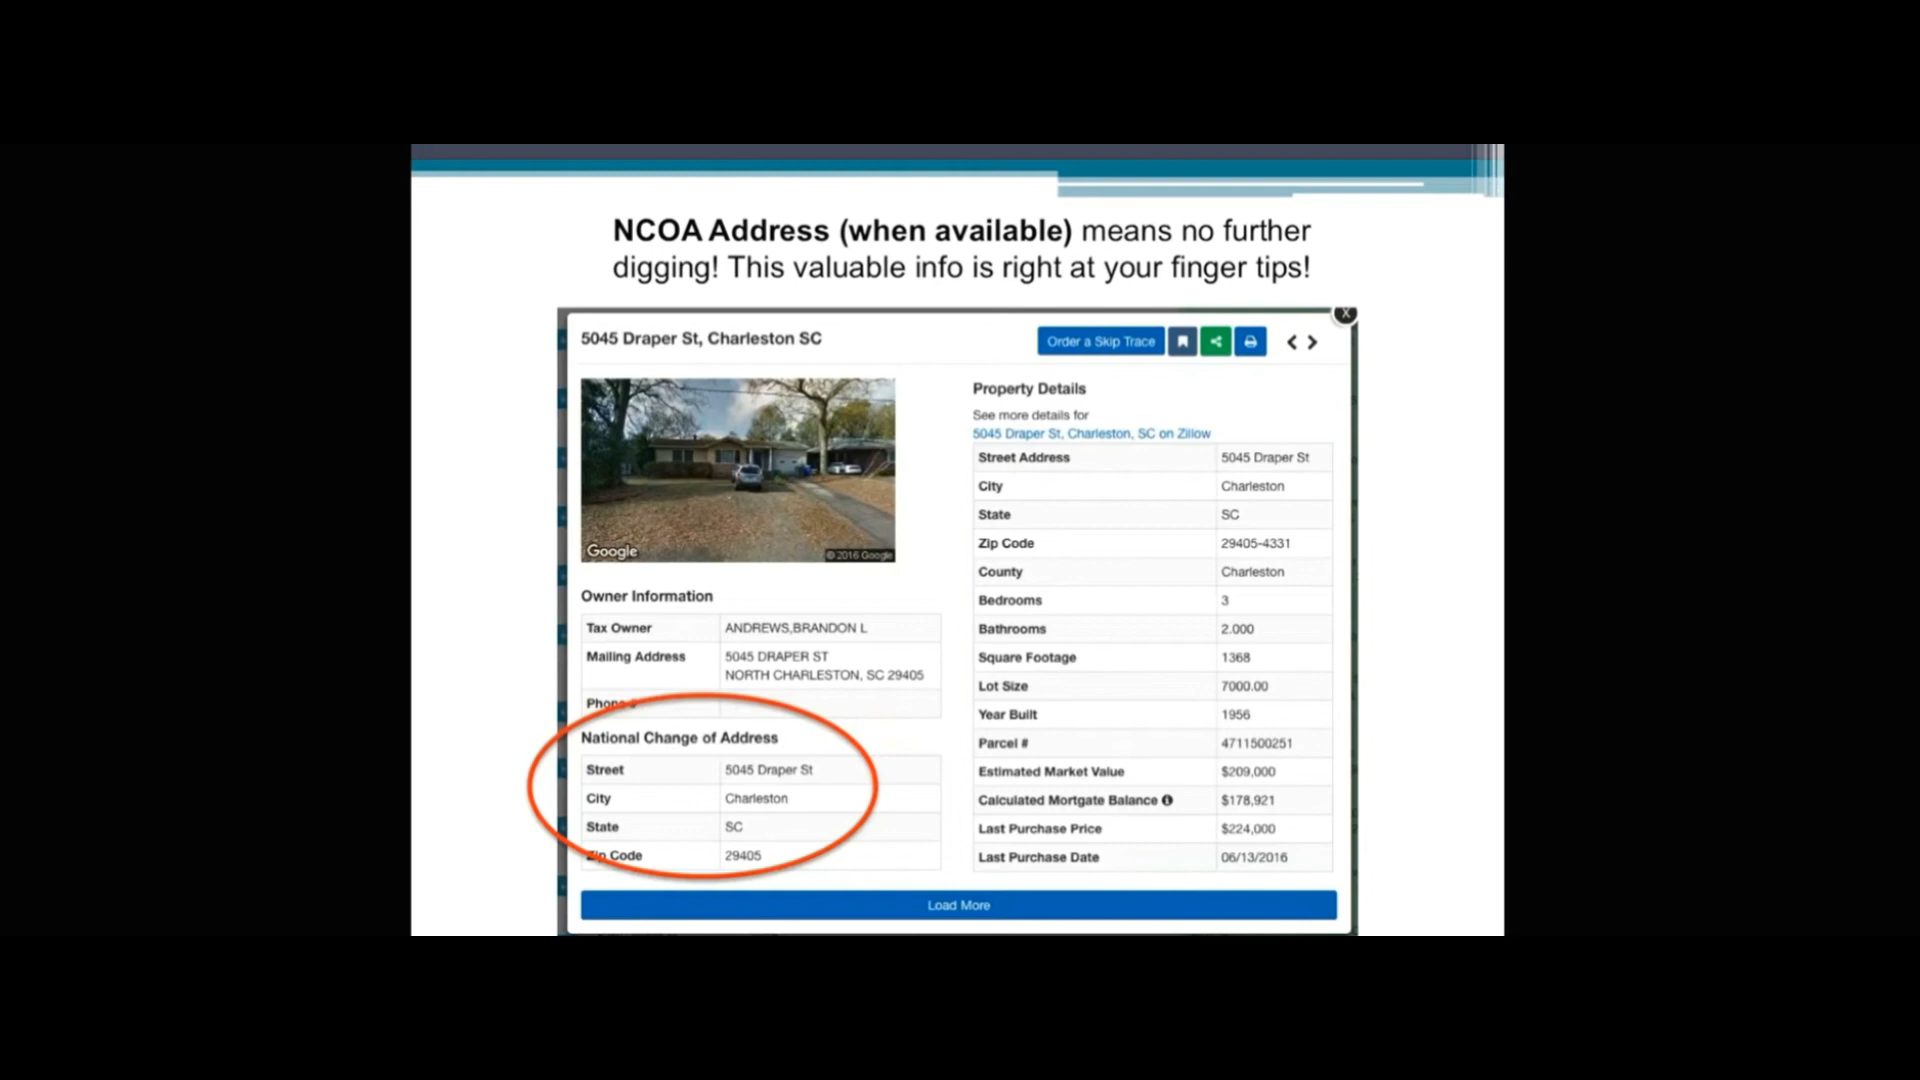 NCOA Address (when available) means no further
digging! This valuable info is right at your finger tips!
X
5045 Draper St, Charleston SC
Order a Skip Trace
Google
© 2016 Google
Owner Information
Tax Owner ANDREWS,BRANDON L
Mailing Address 5045 DRAPER ST
NORTH CHARLESTON, SC 29405
Phone #
National Change of Address
Street 5045 Draper St
City Charleston
State SC
Zip Code 29405
Property Details
See more details for
5045 Draper St, Charleston, SC on Zillow
Street Address 5045 Draper St
City Charleston
State SC
Zip Code 29405-4331
County Charleston
Bedrooms 3
Bathrooms 2.000
Square Footage 1368
Lot Size 7000.00
Year Built 1956
Parcel # 4711500251
Estimated Market Value $209,000
Calculated Mortgate Balance $178,921
Last Purchase Price $224,000
Last Purchase Date 06/13/2016
Load More